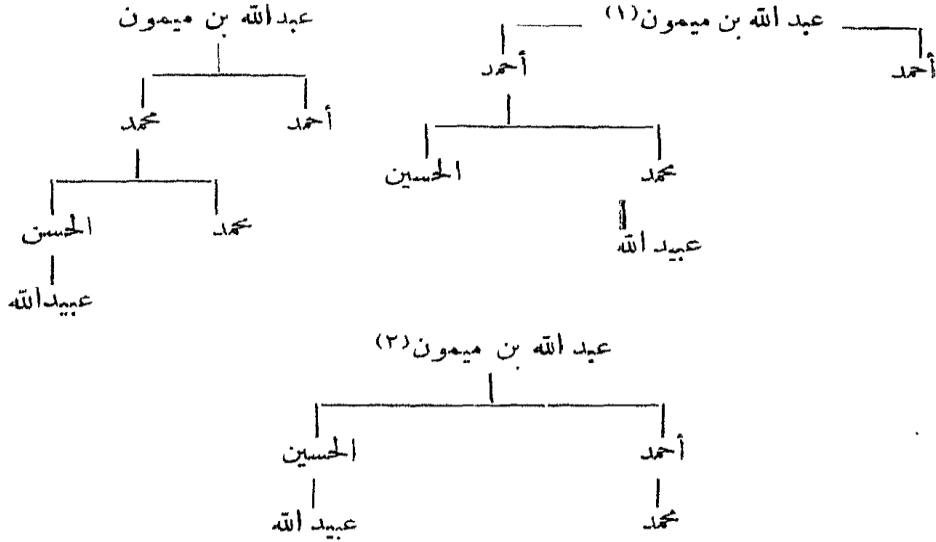 عبد الله بن ميمون(١)
أحمد
أحمد
محمد
الحسين
عبيد الله
عبد الله بن ميمون
أحمد
محمد
محمد
الحسن
عبيد الله
عبد الله بن ميمون(٢)
أحمد
الحسين
محمد
عبيد الله